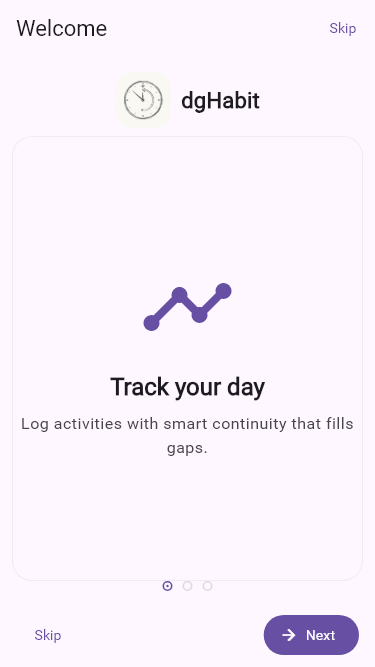 Welcome
Skip
dgHabit
Track your day
Log activities with smart continuity that fills
gaps.
Skip
Next